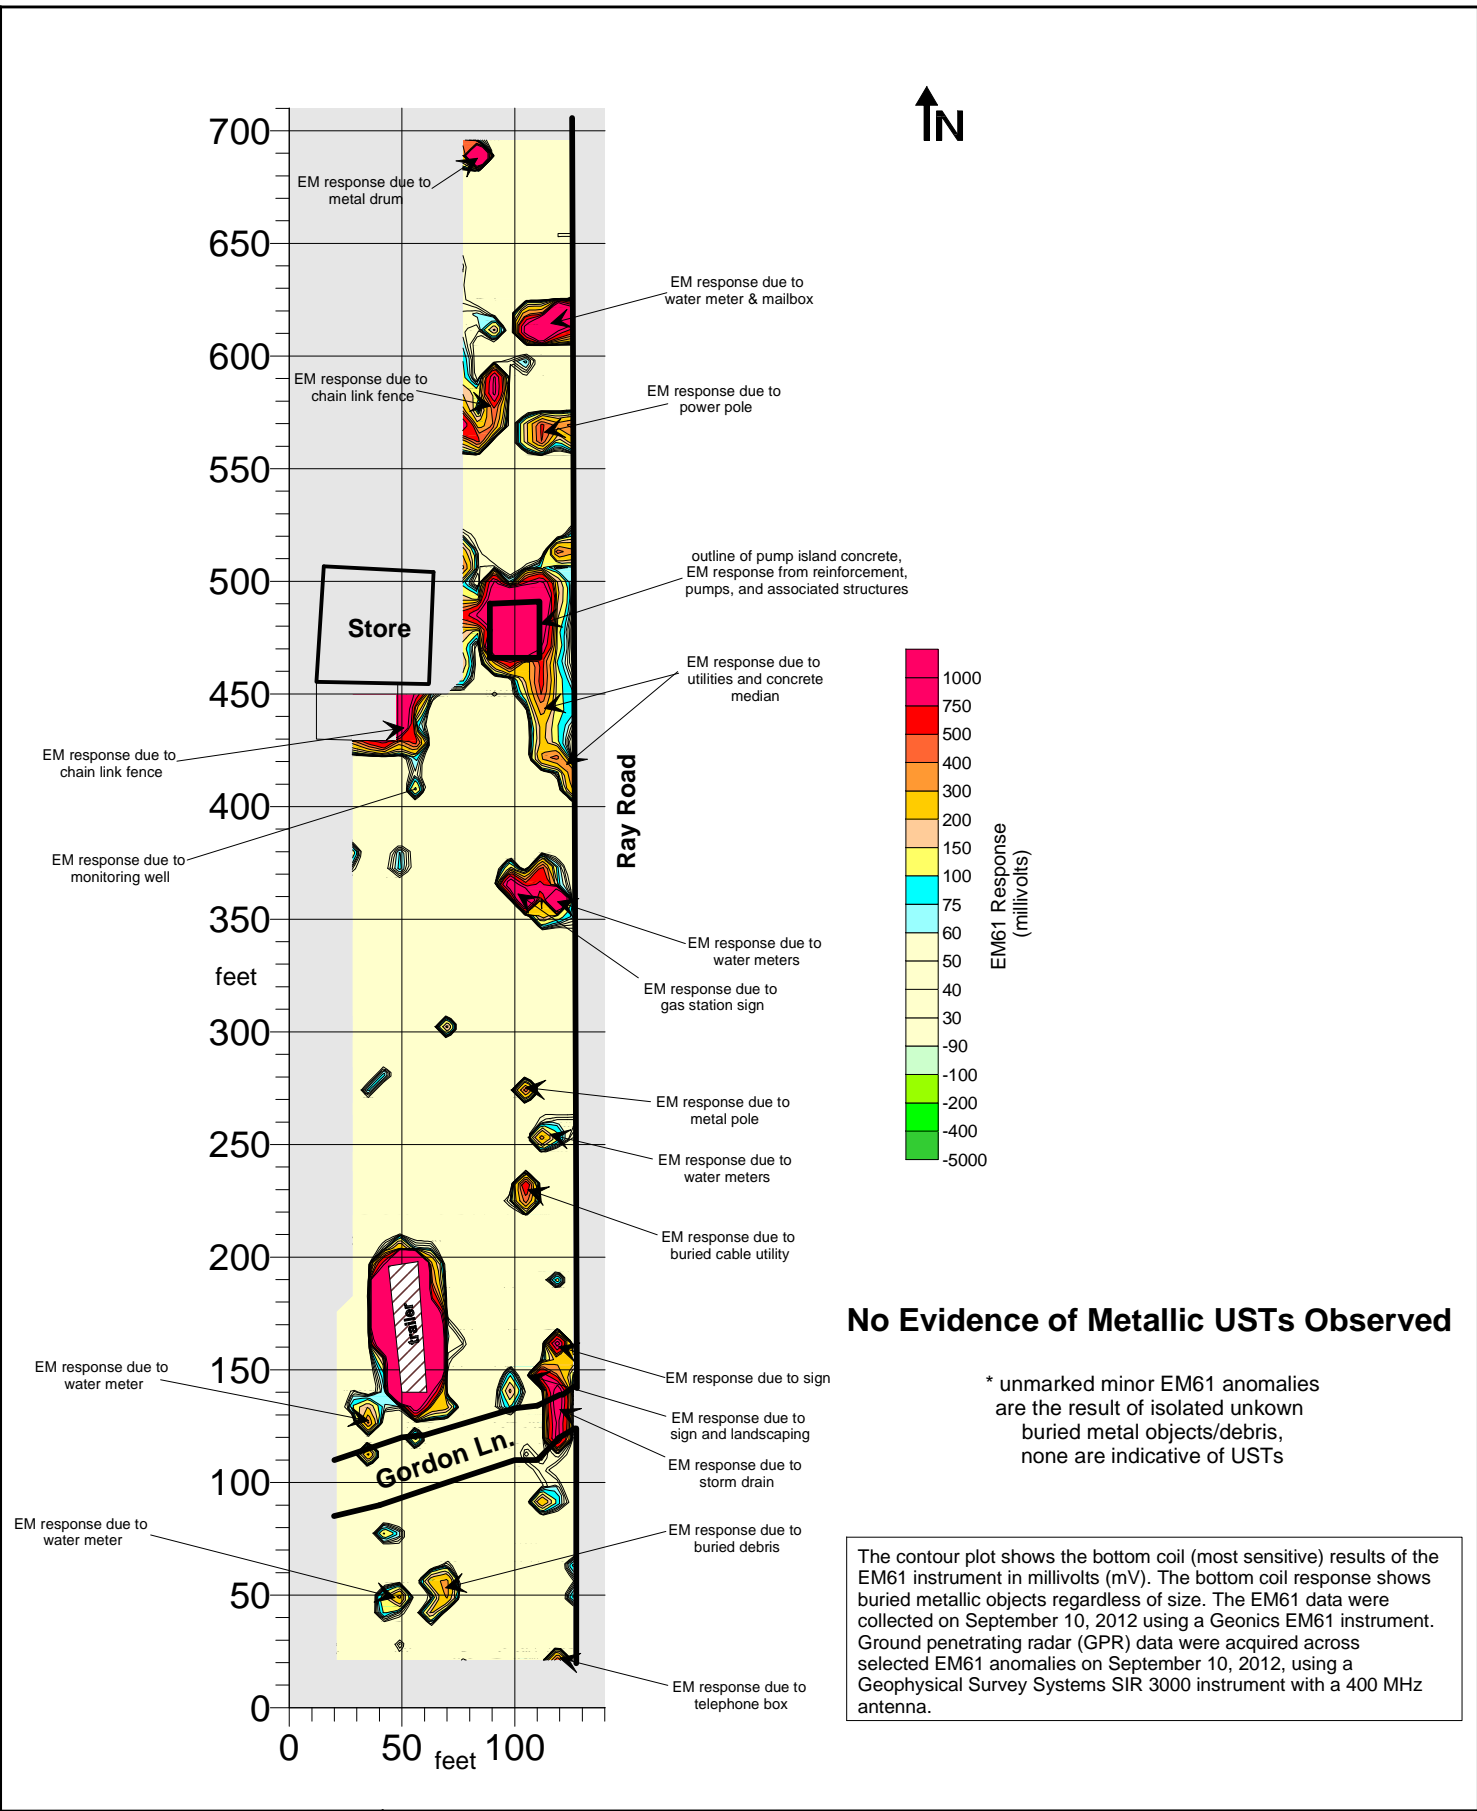 N
700
650
600
550
500
450
400
350
feet
300
250
200
150
100
50
0
0
50
feet
100
EM response due to
metal drum
EM response due to
water meter & mailbox
EM response due to
chain link fence
EM response due to
power pole
outline of pump island concrete,
EM response from reinforcement,
pumps, and associated structures
Store
EM response due to
utilities and concrete
median
EM response due to
chain link fence
Ray Road
EM response due to
monitoring well
EM response due to
water meters
EM response due to
gas station sign
EM response due to
metal pole
EM response due to
water meters
EM response due to
buried cable utility
trailer
EM response due to
water meter
EM response due to sign
EM response due to
sign and landscaping
Gordon Ln.
EM response due to
storm drain
EM response due to
water meter
EM response due to
buried debris
EM response due to
telephone box
1000
750
500
400
300
200
150
100
75
60
50
40
30
-90
-100
-200
-400
-5000
EM61 Response
(millivolts)
No Evidence of Metallic USTs Observed
* unmarked minor EM61 anomalies
are the result of isolated unkown
buried metal objects/debris,
none are indicative of USTs
The contour plot shows the bottom coil (most sensitive) results of the
EM61 instrument in millivolts (mV). The bottom coil response shows
buried metallic objects regardless of size. The EM61 data were
collected on September 10, 2012 using a Geonics EM61 instrument.
Ground penetrating radar (GPR) data were acquired across
selected EM61 anomalies on September 10, 2012, using a
Geophysical Survey Systems SIR 3000 instrument with a 400 MHz
antenna.